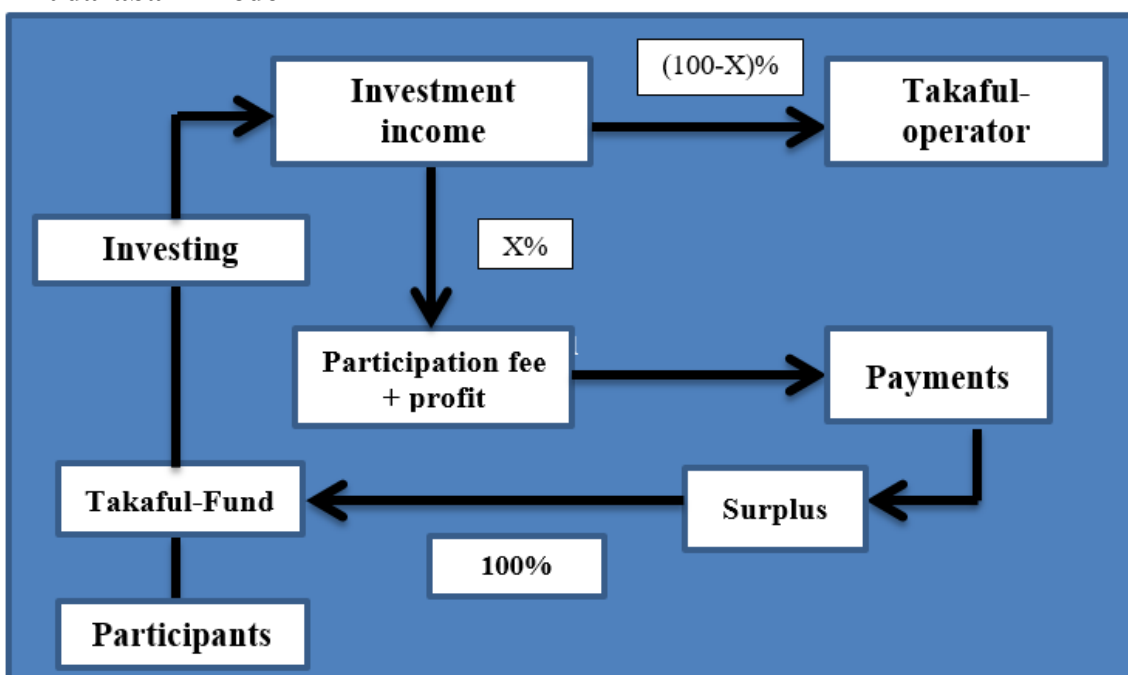 (100-X)%
Investment
income
Takaful-
operator
X%
Investing
Participation fee
+ profit
Payments
Takaful-Fund
Surplus
100%
Participants